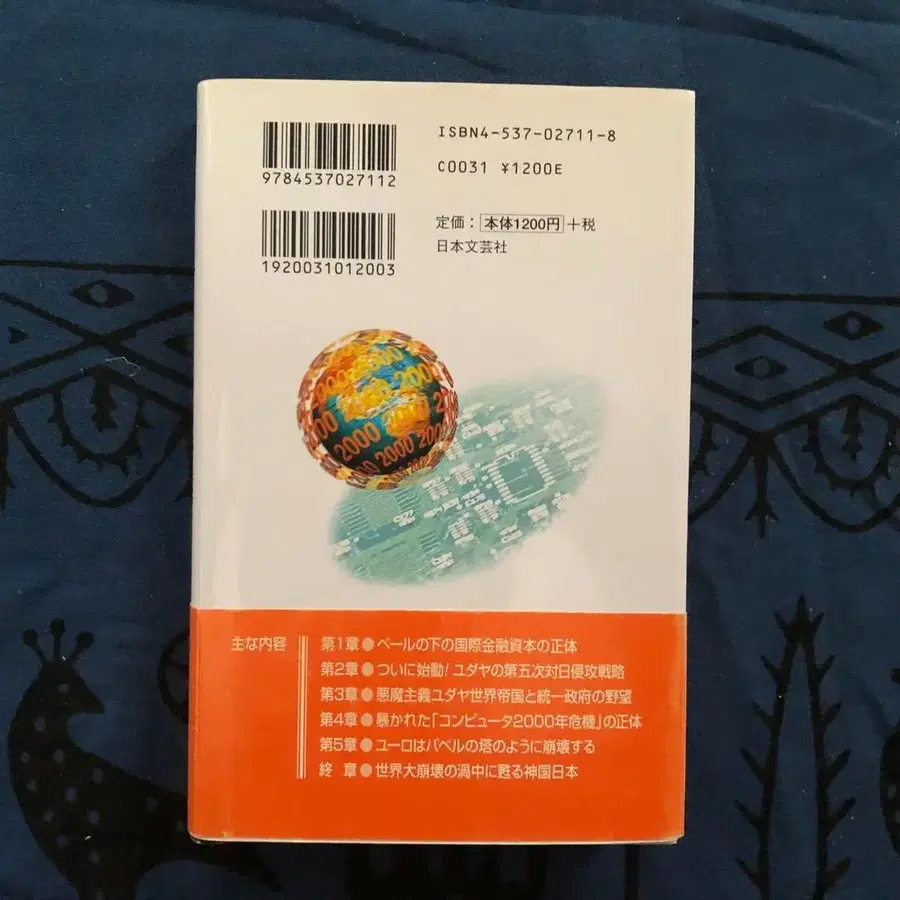 ISBN4-537-02711-8
C0031 ¥1200E
9784537027112
定価：本体1200円＋税
日本文芸社
1920031012003
2000 2000 2000
2000 2000 2000
主な内容
第1章●ベールの下の国際金融資本の正体
第2章●ついに始動！ユダヤの第五次対日侵攻戦略
第3章●悪魔主義ユダヤ世界帝国と統一政府の野望
第4章●暴かれた「コンピュータ2000年危機」の正体
第5章●ユーロはバベルの塔のように崩壊する
終　章●世界大崩壊の渦中に甦る神国日本